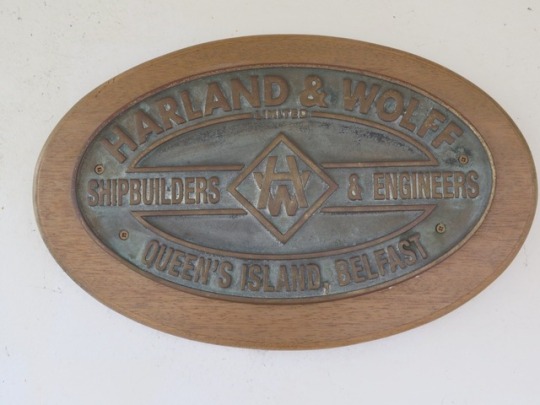 HARLAND & WOLFF
LIMITED
SHIPBUILDERS & ENGINEERS
HW
QUEEN'S ISLAND, BELFAST